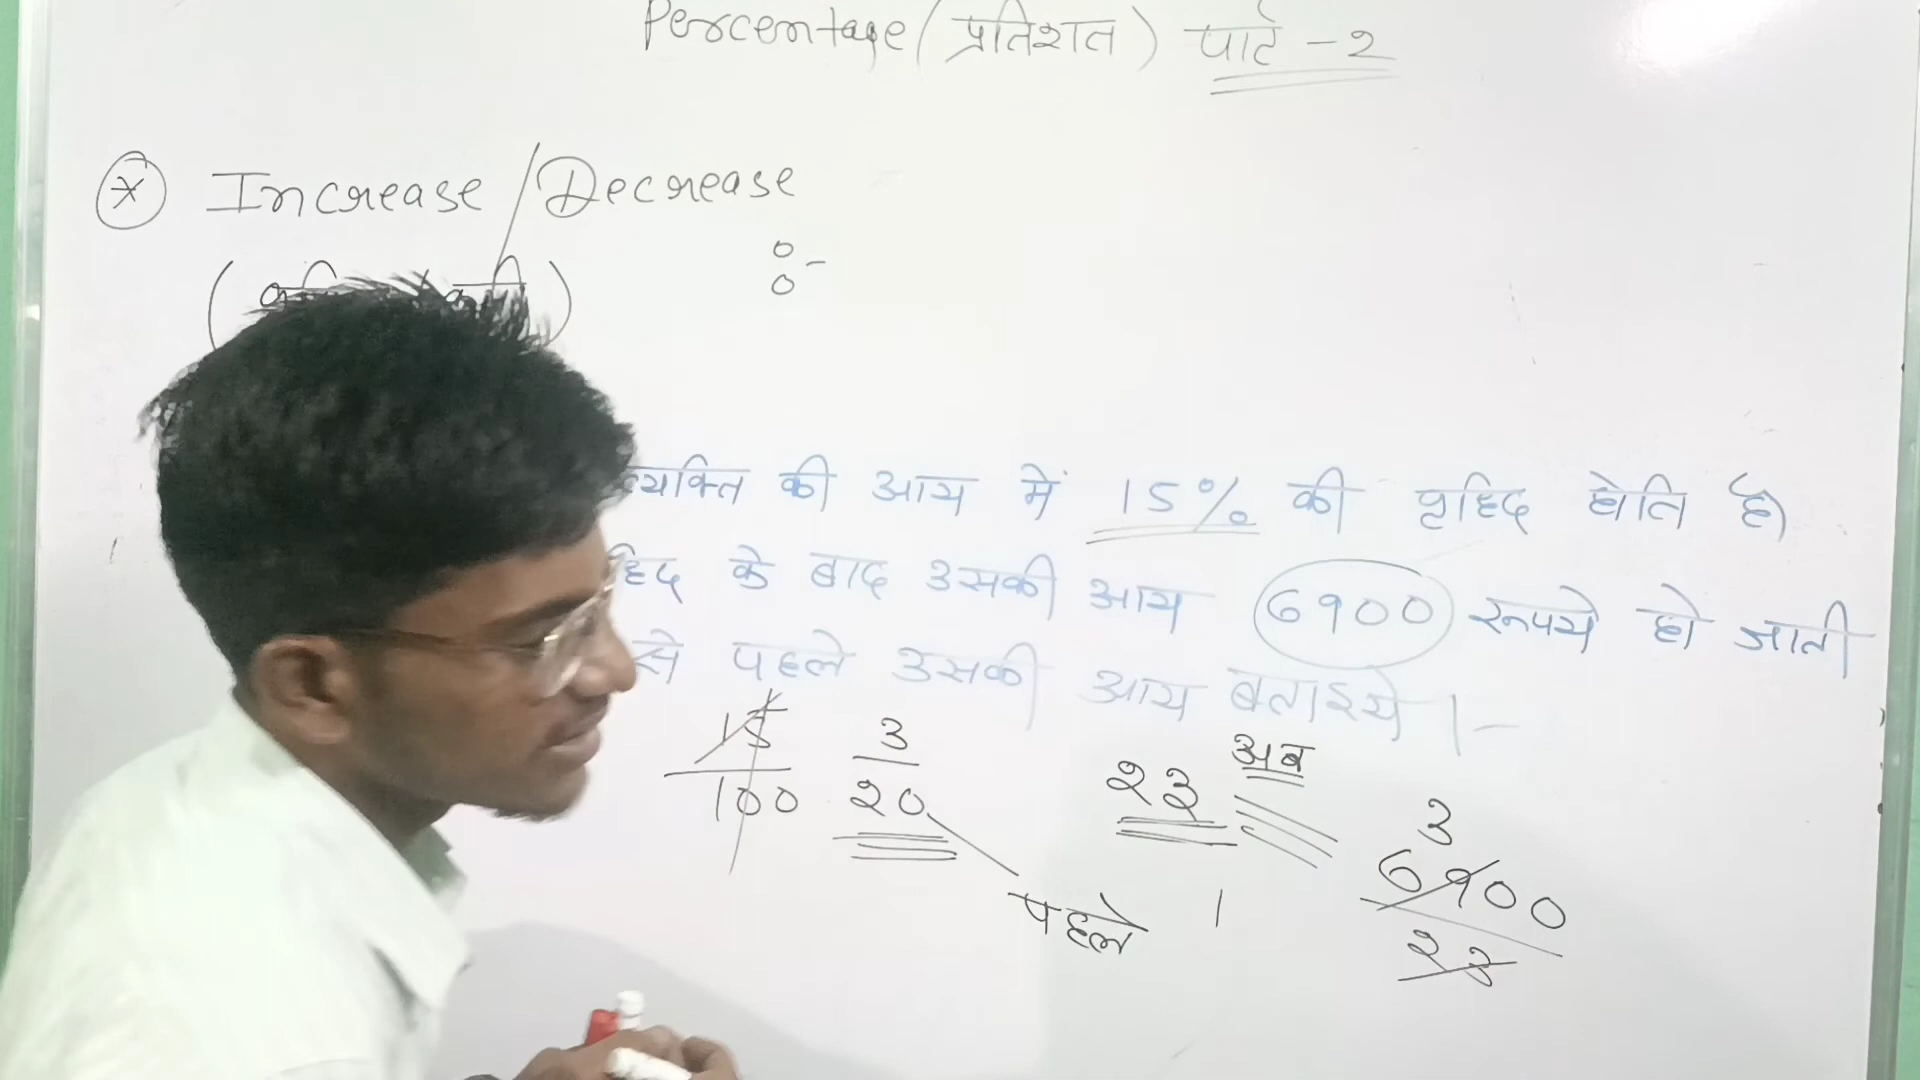 Percentage (प्रतिशत) पार्ट -2
* Increase/Decrease
:-
व्यक्ति की आय में 15% की वृद्धि होति है।
के बाद उसकी आय 6900 रूपये हो जाती
से पहले उसकी आय बताइये।-
15 3
100 20
पहले
23 अब
3
6900
23